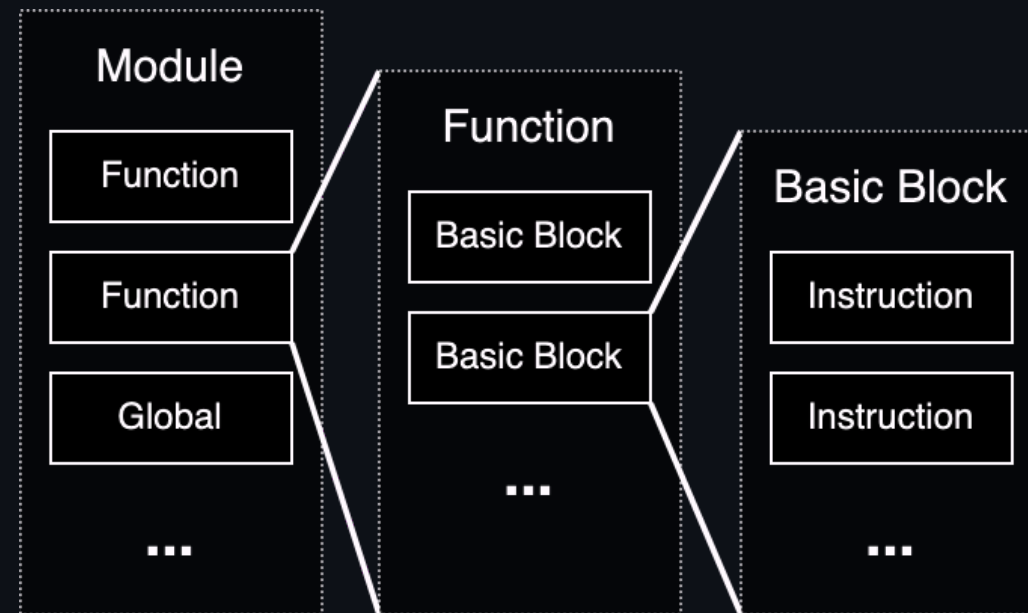 Module
Function
Function
Global
...
Function
Basic Block
Basic Block
...
Basic Block
Instruction
Instruction
...